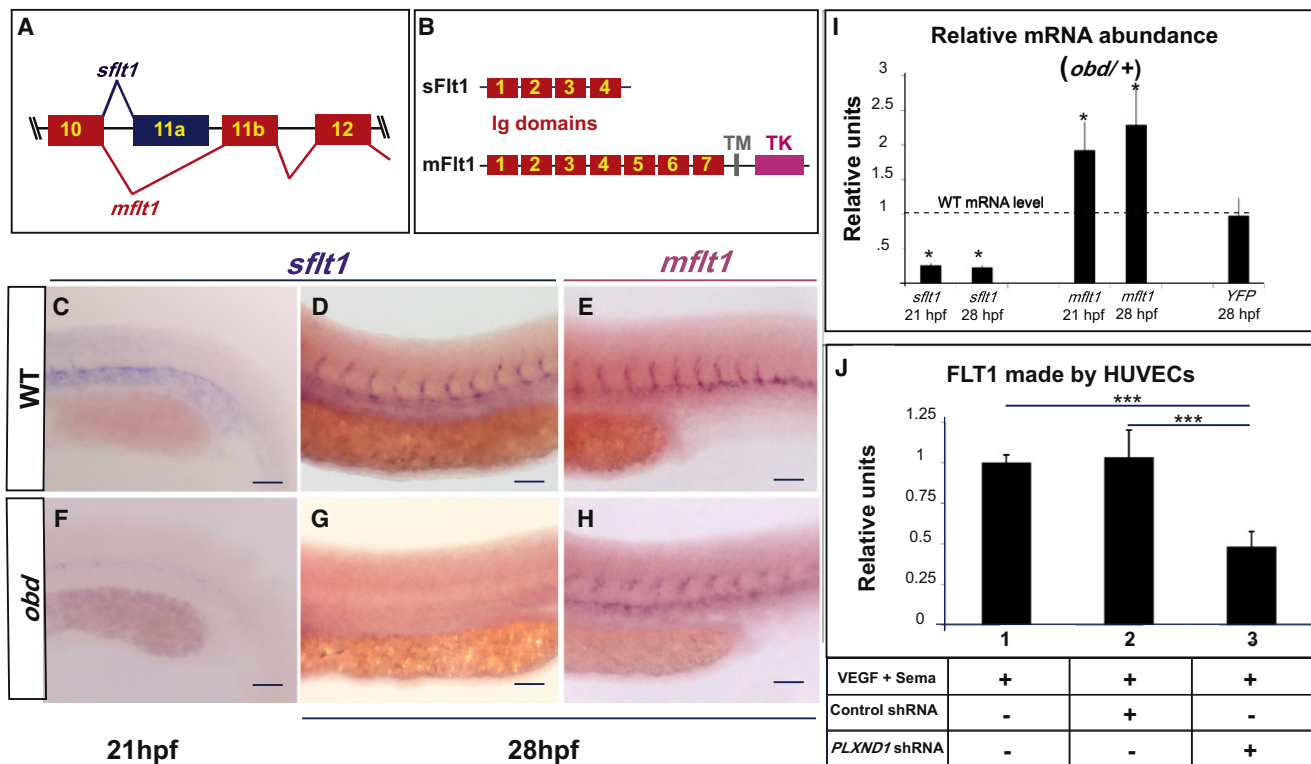 A
sflt1
10
11a
11b
12
mflt1
B
sFlt1
1 2 3 4
Ig domains
TM TK
mFlt1
1 2 3 4 5 6 7
sflt1
mflt1
WT
C
D
E
obd
F
G
H
21hpf
28hpf
I
Relative mRNA abundance
(obd/+)
Relative units
3
2.5
2
1
.5
WT mRNA level
*
*
*
*
sflt1
21 hpf
sflt1
28 hpf
mflt1
21 hpf
mflt1
28 hpf
YFP
28 hpf
J
FLT1 made by HUVECs
Relative units
1.25
1
0.75
0.5
0.25
0
***
***
1 2 3
VEGF + Sema + + +
Control shRNA - + -
PLXND1 shRNA - - +